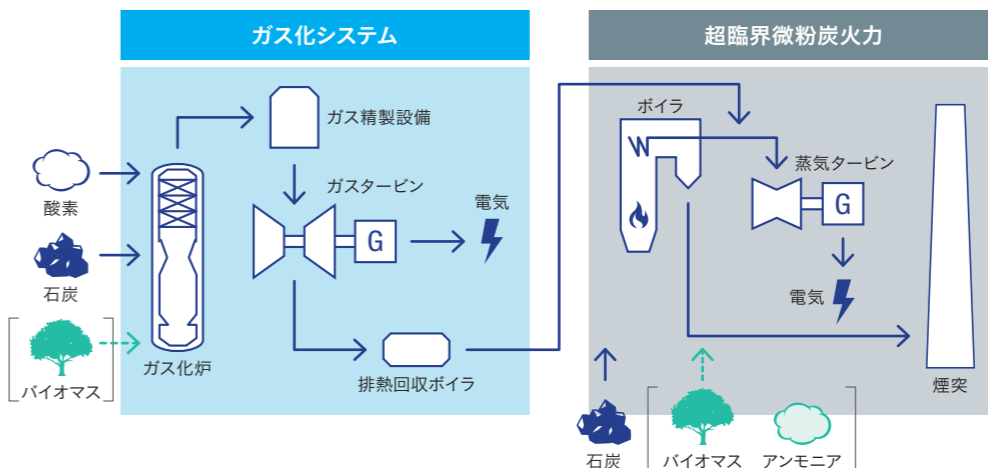 ガス化システム
超臨界微粉炭火力
ガス精製設備
ボイラ
酸素
ガスタービン
電気
蒸気タービン
G
G
石炭
電気
バイオマス
ガス化炉
排熱回収ボイラ
煙突
石炭
バイオマス
アンモニア